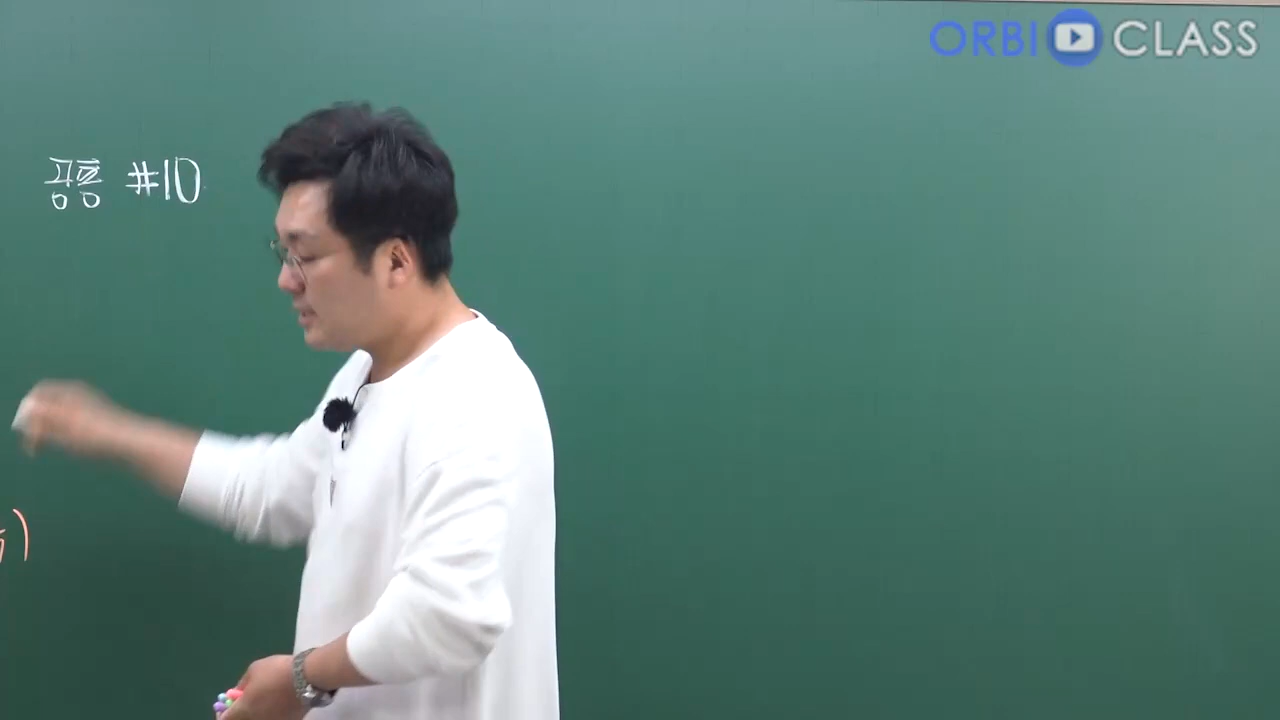 ORBI CLASS
공통 #10
)